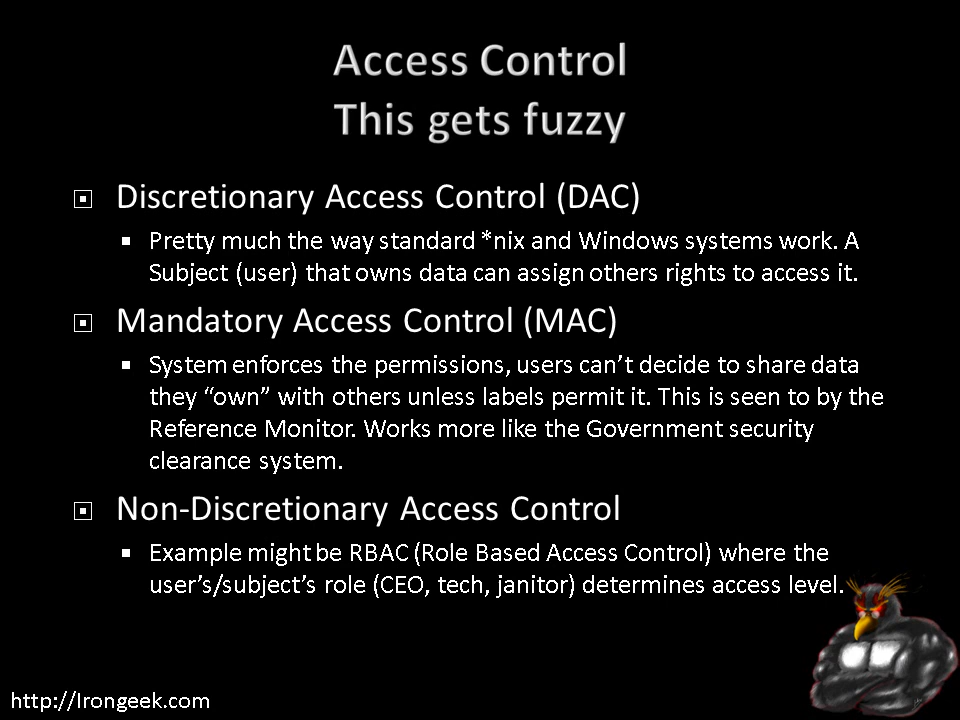 Access Control
This gets fuzzy
Discretionary Access Control (DAC)
Pretty much the way standard *nix and Windows systems work. A
Subject (user) that owns data can assign others rights to access it.
Mandatory Access Control (MAC)
System enforces the permissions, users can’t decide to share data
they “own” with others unless labels permit it. This is seen to by the
Reference Monitor. Works more like the Government security
clearance system.
Non-Discretionary Access Control
Example might be RBAC (Role Based Access Control) where the
user’s/subject’s role (CEO, tech, janitor) determines access level.
http://Irongeek.com